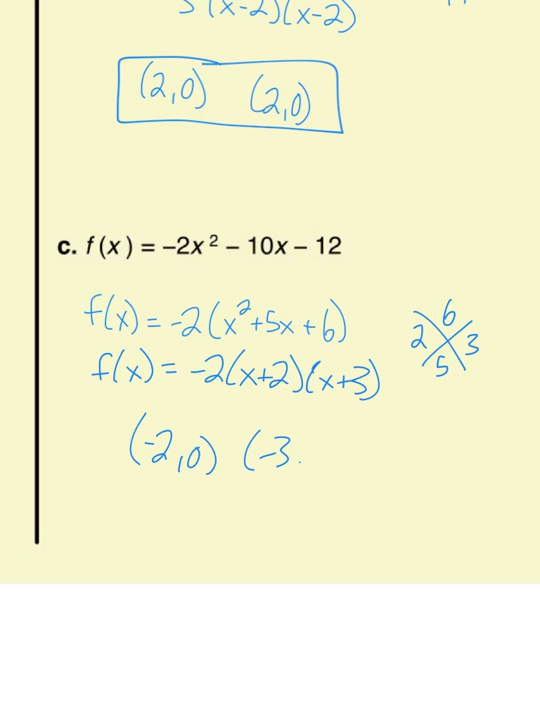 (x-2)(x-2)
(2,0) (2,0)
c. f(x) = –2x² – 10x – 12
f(x) = -2(x²+5x+6)
6
2 3
5
f(x) = -2(x+2)(x+3)
(-2,0) (-3.